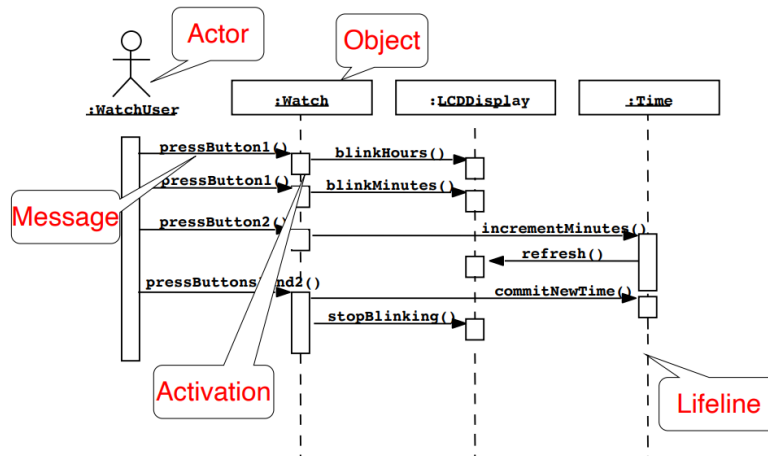 Actor
Object
:WatchUser
:Watch
:LCDDisplay
:Time
pressButton1()
blinkHours()
pressButton1()
blinkMinutes()
Message
pressButton2()
incrementMinutes()
refresh()
commitNewTime()
stopBlinking()
Activation
Lifeline